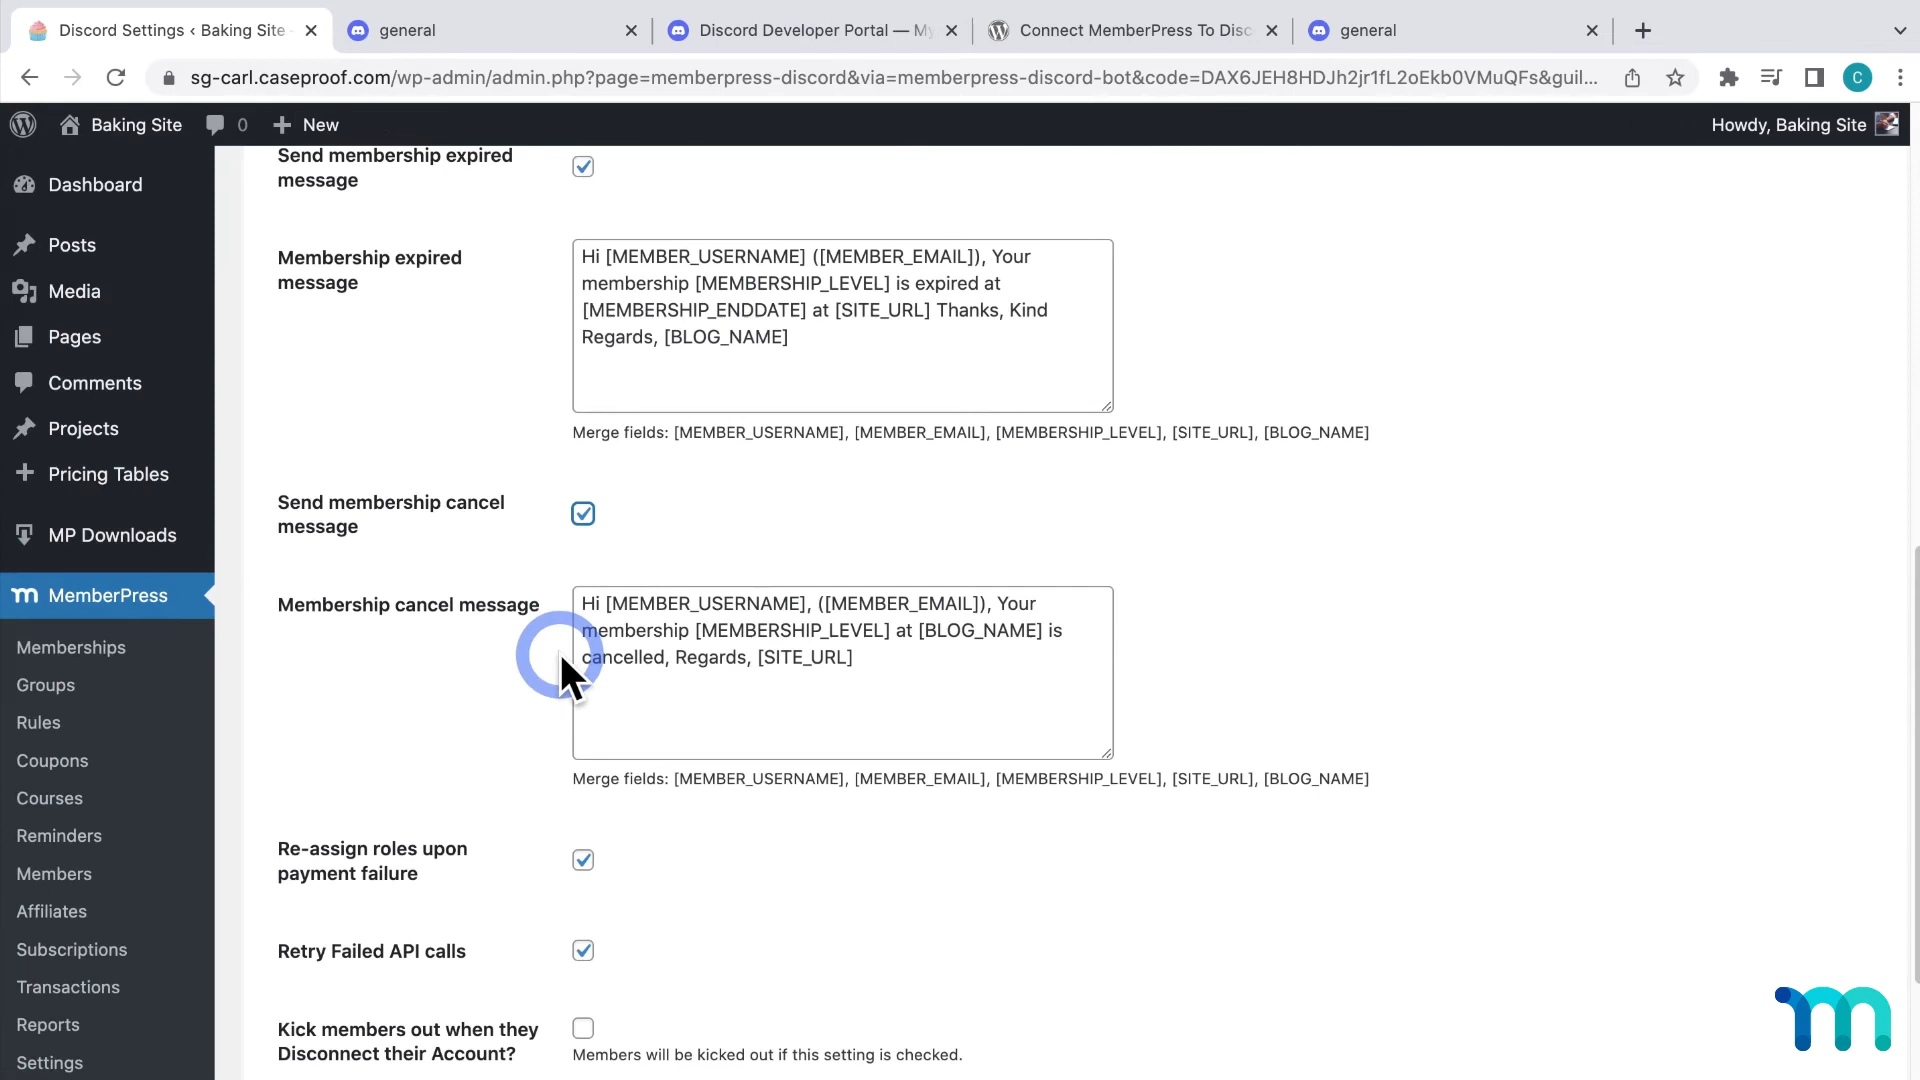 Discord Settings ‹ Baking Site
general
Discord Developer Portal — My
Connect MemberPress To Disc
general
sg-carl.caseproof.com/wp-admin/admin.php?page=memberpress-discord&via=memberpress-discord-bot&code=DAX6JEH8HDJh2jr1fL2oEkb0VMuQFs&guil...
C
Baking Site
0
New
Howdy, Baking Site
Dashboard
Posts
Media
Pages
Comments
Projects
Pricing Tables
MP Downloads
MemberPress
Memberships
Groups
Rules
Coupons
Courses
Reminders
Members
Affiliates
Subscriptions
Transactions
Reports
Settings
Send membership expired
message
Membership expired
message
Hi [MEMBER_USERNAME] ([MEMBER_EMAIL]), Your
membership [MEMBERSHIP_LEVEL] is expired at
[MEMBERSHIP_ENDDATE] at [SITE_URL] Thanks, Kind
Regards, [BLOG_NAME]
Merge fields: [MEMBER_USERNAME], [MEMBER_EMAIL], [MEMBERSHIP_LEVEL], [SITE_URL], [BLOG_NAME]
Send membership cancel
message
Membership cancel message
Hi [MEMBER_USERNAME], ([MEMBER_EMAIL]), Your
membership [MEMBERSHIP_LEVEL] at [BLOG_NAME] is
cancelled, Regards, [SITE_URL]
Merge fields: [MEMBER_USERNAME], [MEMBER_EMAIL], [MEMBERSHIP_LEVEL], [SITE_URL], [BLOG_NAME]
Re-assign roles upon
payment failure
Retry Failed API calls
Kick members out when they
Disconnect their Account?
Members will be kicked out if this setting is checked.